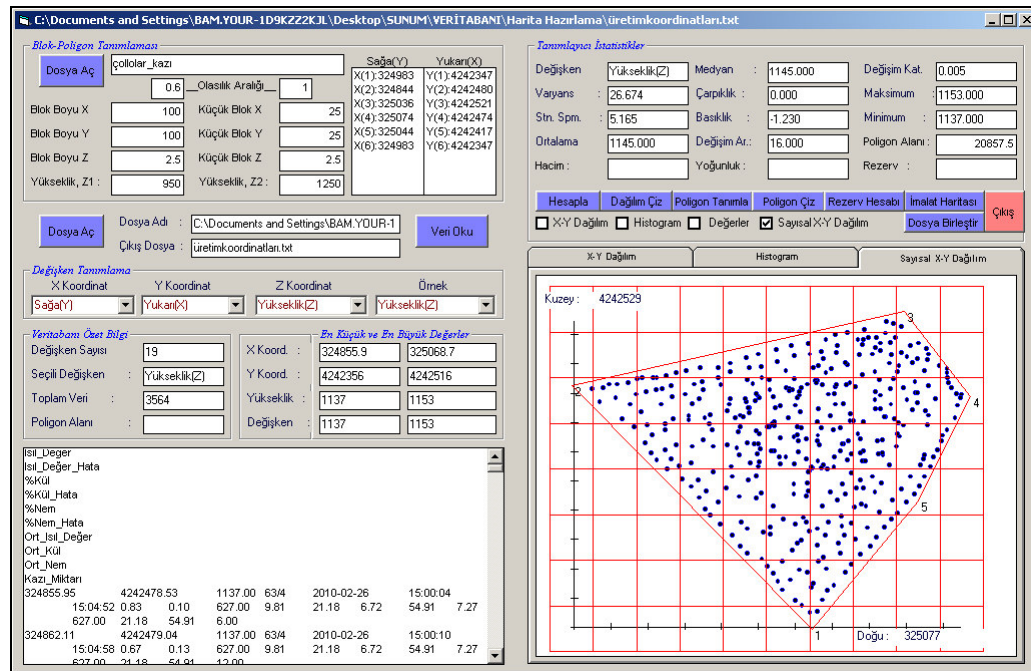 C:\Documents and Settings\BAM.YOUR-1D9KZZ2KJL\Desktop\SUNUM\VERİTABANI\Harita Hazırlama\üretimkoordinatları.txt
Blok-Poligon Tanımlaması
Dosya Aç
çollolar_kazı
0.6 __Olasılık Aralığı__ 1
Blok Boyu X 100 Küçük Blok X 25
Blok Boyu Y 100 Küçük Blok Y 25
Blok Boyu Z 2.5 Küçük Blok Z 2.5
Yükseklik, Z1 : 950 Yükseklik, Z2 : 1250
Sağa(Y) Yukarı(X)
X(1):324983 Y(1):4242347
X(2):324844 Y(2):4242480
X(3):325036 Y(3):4242521
X(4):325074 Y(4):4242474
X(5):325044 Y(5):4242417
X(6):324983 Y(6):4242347
Dosya Aç
Dosya Adı : C:\Documents and Settings\BAM.YOUR-1
Çıkış Dosya : üretimkoordinatları.txt
Veri Oku
Değişken Tanımlama
X Koordinat Y Koordinat Z Koordinat Örnek
Sağa(Y) Yukarı(X) Yükseklik(Z) Yükseklik(Z)
Veritabanı Özet Bilgi
Değişken Sayısı 19
Seçili Değişken : Yükseklik(Z)
Toplam Veri : 3564
Poligon Alanı :
En Küçük ve En Büyük Değerler
X Koord. : 324855.9 325068.7
Y Koord. : 4242356 4242516
Yükseklik : 1137 1153
Değişken : 1137 1153
Isıl_Değer
Isıl_Değer_Hata
%Kül
%Kül_Hata
%Nem
%Nem_Hata
Ort_Isıl_Değer
Ort_Kül
Ort_Nem
Kazı_Miktarı
324855.95 4242478.53 1137.00 63/4 2010-02-26 15:00:04
15:04:52 0.83 0.10 627.00 9.81 21.18 6.72 54.91 7.27
627.00 21.18 54.91 6.00
324862.11 4242479.04 1137.00 63/4 2010-02-26 15:00:10
15:04:58 0.67 0.13 627.00 9.81 21.18 6.72 54.91 7.27
627.00 21.18 54.91 12.00
Tanımlayıcı İstatistikler
Değişken Yükseklik(Z) Medyan : 1145.000 Değişim Kat. 0.005
Varyans : 26.674 Çarpıklık : 0.000 Maksimum : 1153.000
Stn. Spm. : 5.165 Basıklık : -1.230 Minimum : 1137.000
Ortalama 1145.000 Değişim Ar.: 16.000 Poligon Alanı : 20857.5
Hacim : Yoğunluk : Rezerv :
Hesapla Dağılım Çiz Poligon Tanımla Poligon Çiz Rezerv Hesabı İmalat Haritası Çıkış
X-Y Dağılım Histogram Değerler Sayısal X-Y Dağılım Dosya Birleştir
X-Y Dağılım Histogram Sayısal X-Y Dağılım
Kuzey : 4242529
3
2
4
5
1 Doğu : 325077